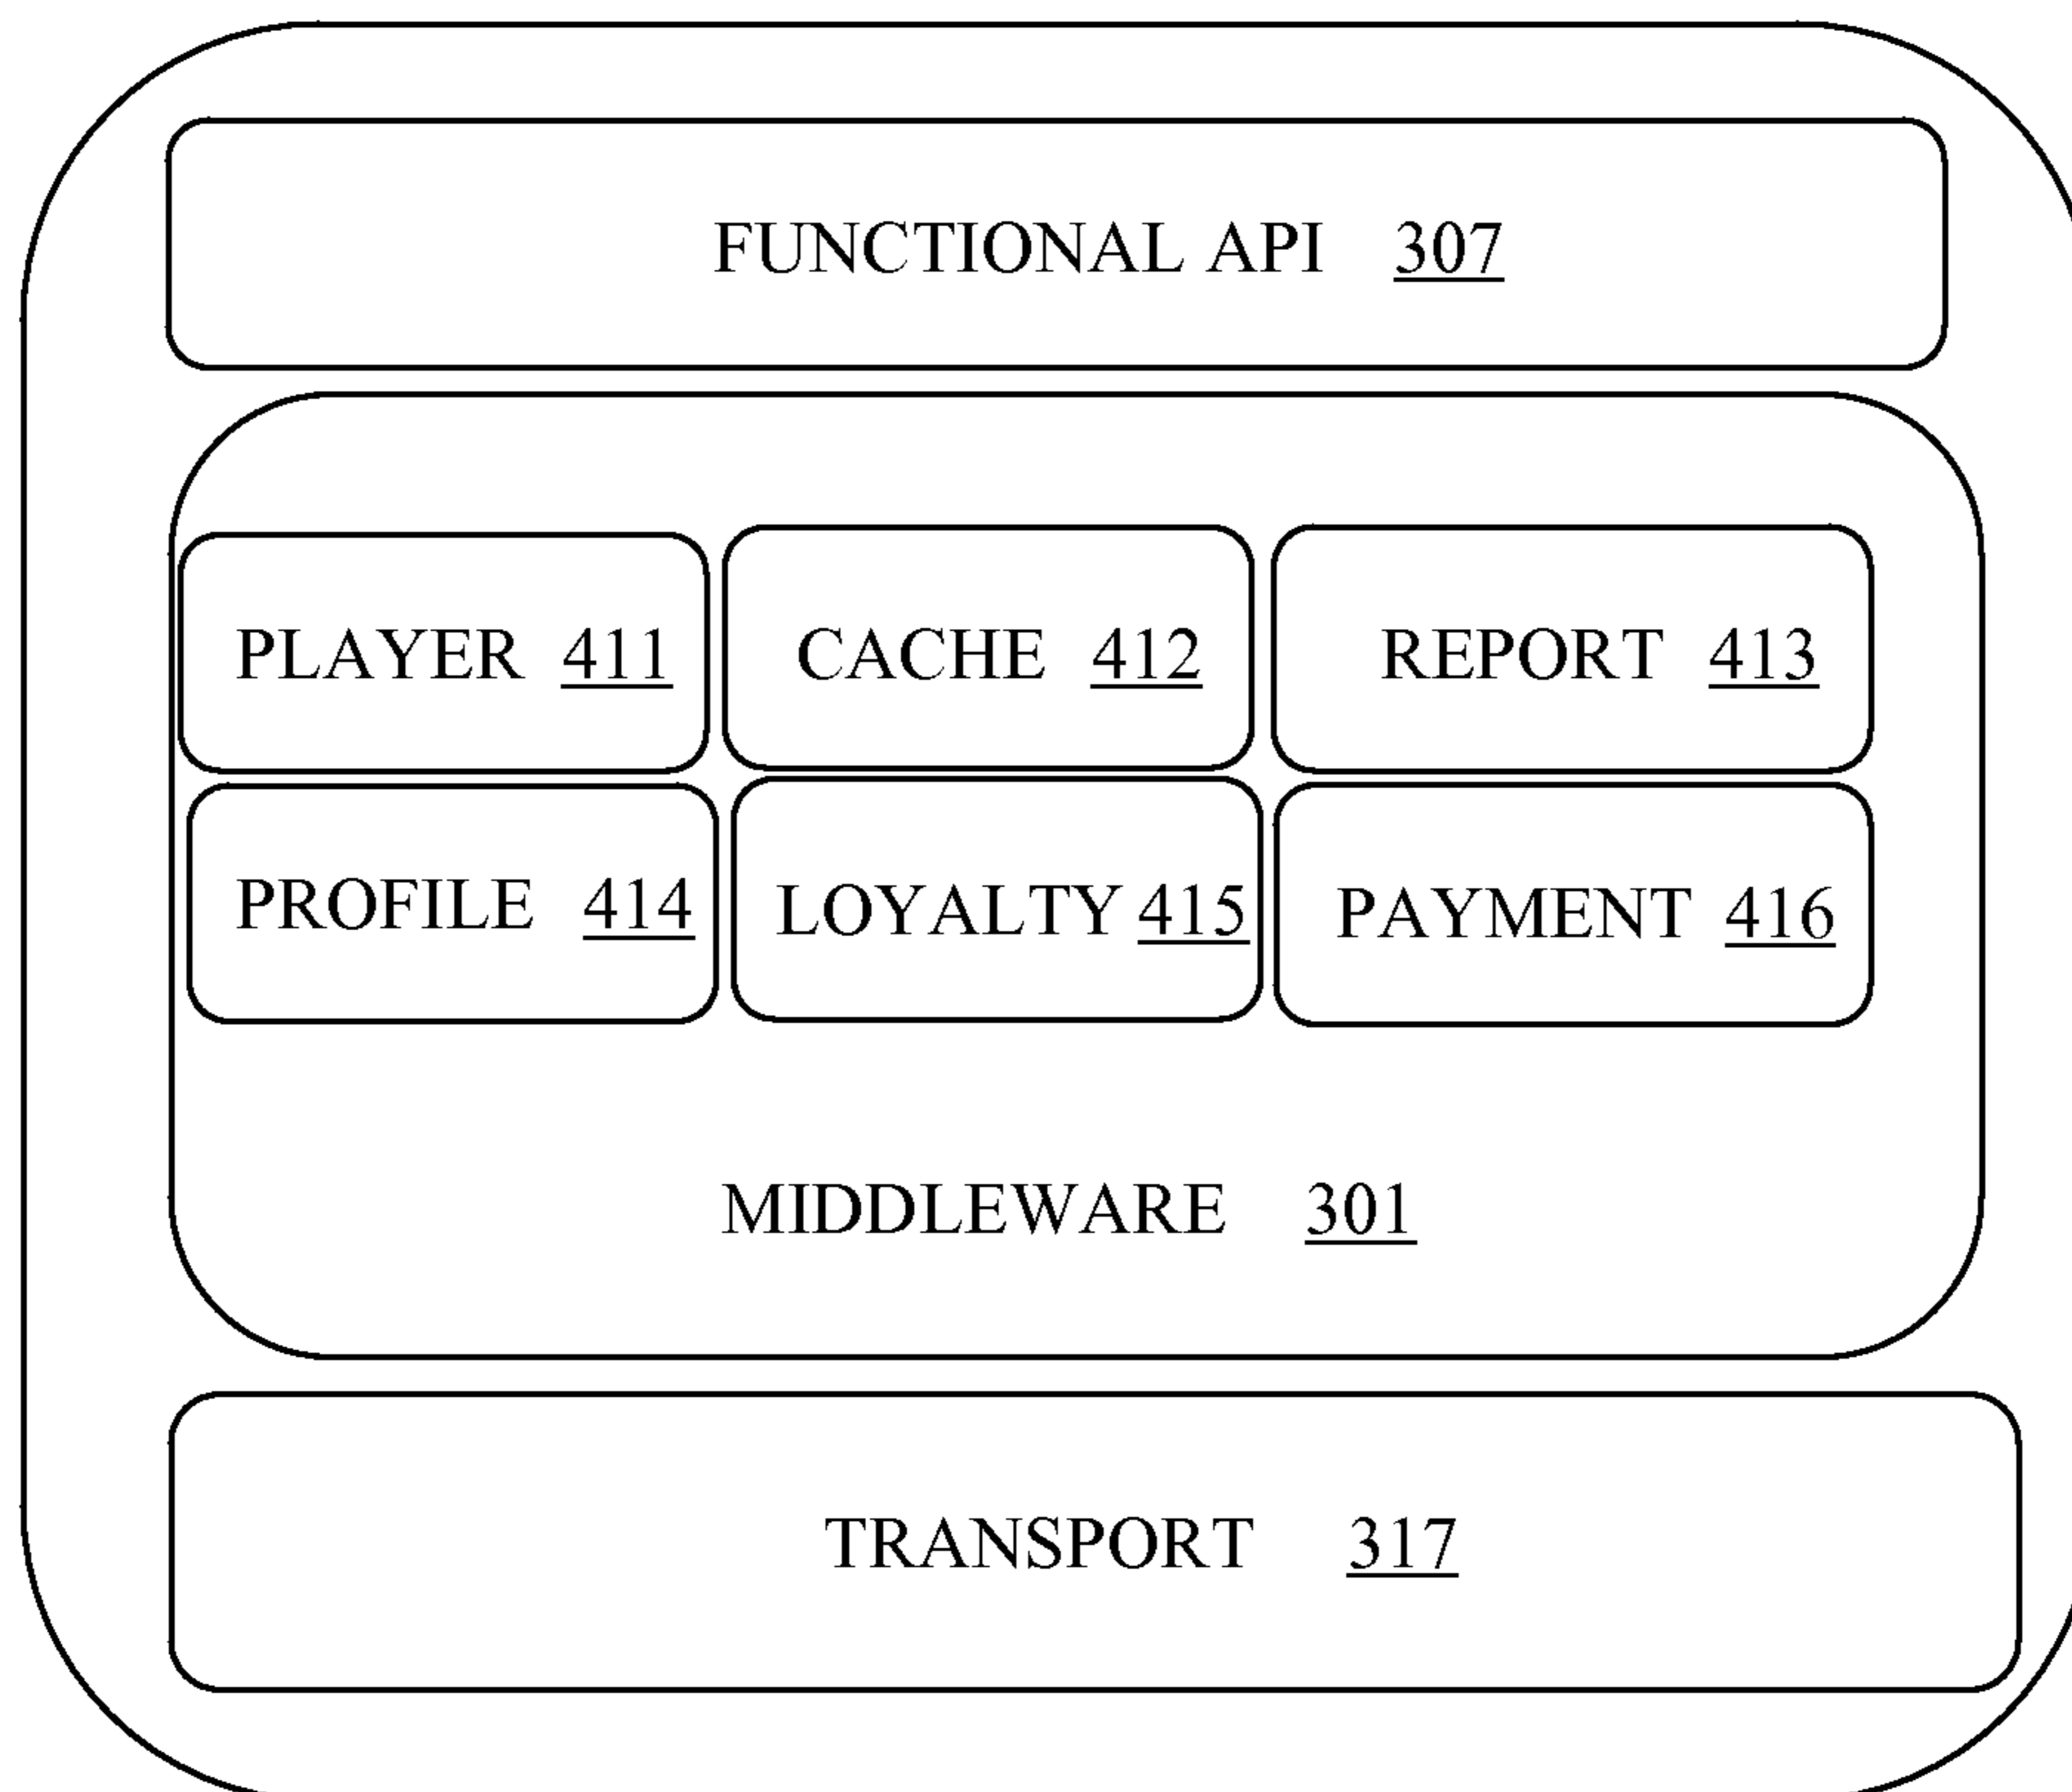 FUNCTIONAL API 307
PLAYER 411 CACHE 412 REPORT 413
PROFILE 414 LOYALTY 415 PAYMENT 416
MIDDLEWARE 301
TRANSPORT 317